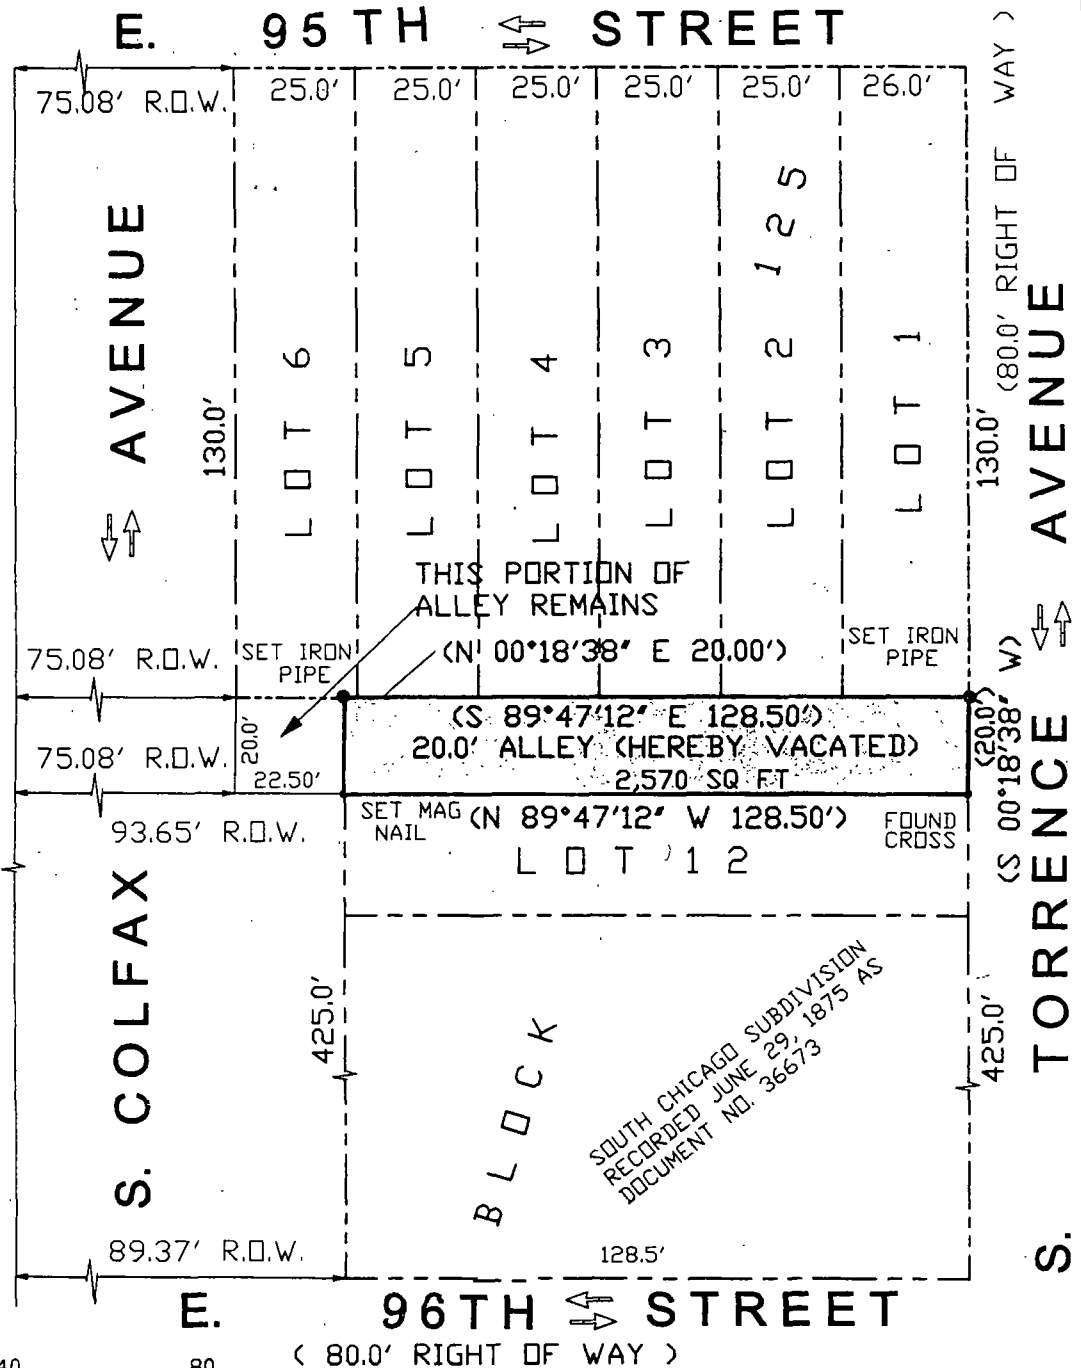 E. 95TH STREET
75.08' R.O.W.
25.0' 25.0' 25.0' 25.0' 25.0' 26.0'
(80.0' RIGHT OF WAY)
AVENUE
130.0'
LOT 6
LOT 5
LOT 4
LOT 3
LOT 2
125
LOT 1
130.0'
AVENUE
THIS PORTION OF
ALLEY REMAINS
75.08' R.O.W.
SET IRON
PIPE
(N 00°18'38" E 20.00')
SET IRON
PIPE
(S 89°47'12" E 128.50')
20.0' ALLEY (HEREBY VACATED)
2,570 SQ FT
75.08' R.O.W.
20.0'
22.50'
(20.0')
(S 00°18'38" W)
93.65' R.O.W.
SET MAG
NAIL
(N 89°47'12" W 128.50')
FOUND
CROSS
LOT 12
S. COLFAX
425.0'
BLOCK
SOUTH CHICAGO SUBDIVISION
RECORDED JUNE 29, 1875 AS
DOCUMENT NO. 36673
425.0'
S. TORRENCE
89.37' R.O.W.
128.5'
E. 96TH STREET
( 80.0' RIGHT OF WAY )